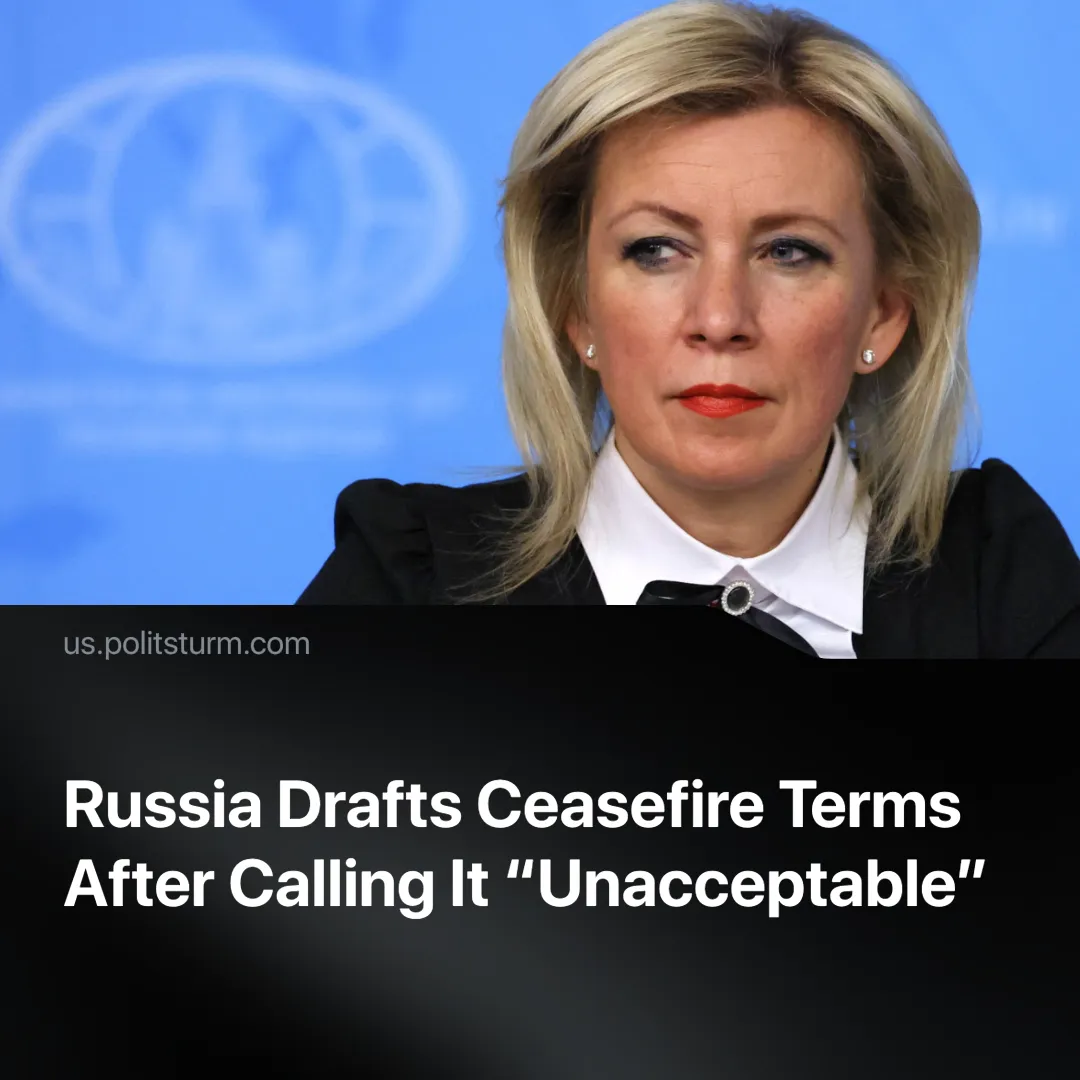 us.politsturm.com
Russia Drafts Ceasefire Terms
After Calling It “Unacceptable”